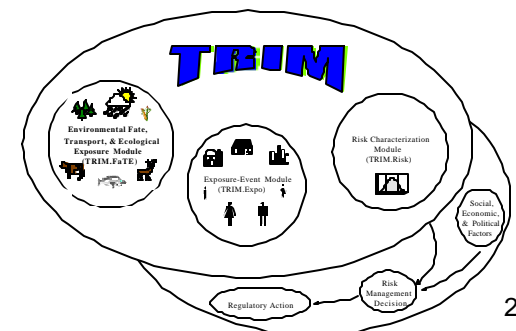 TRIM
Environmental Fate,
Transport, & Ecological
Exposure Module
(TRIM.FaTE)
Exposure-Event Module
(TRIM.Expo)
Risk Characterization
Module
(TRIM.Risk)
Social,
Economic,
& Political
Factors
Risk
Management
Decision
Regulatory Action
2